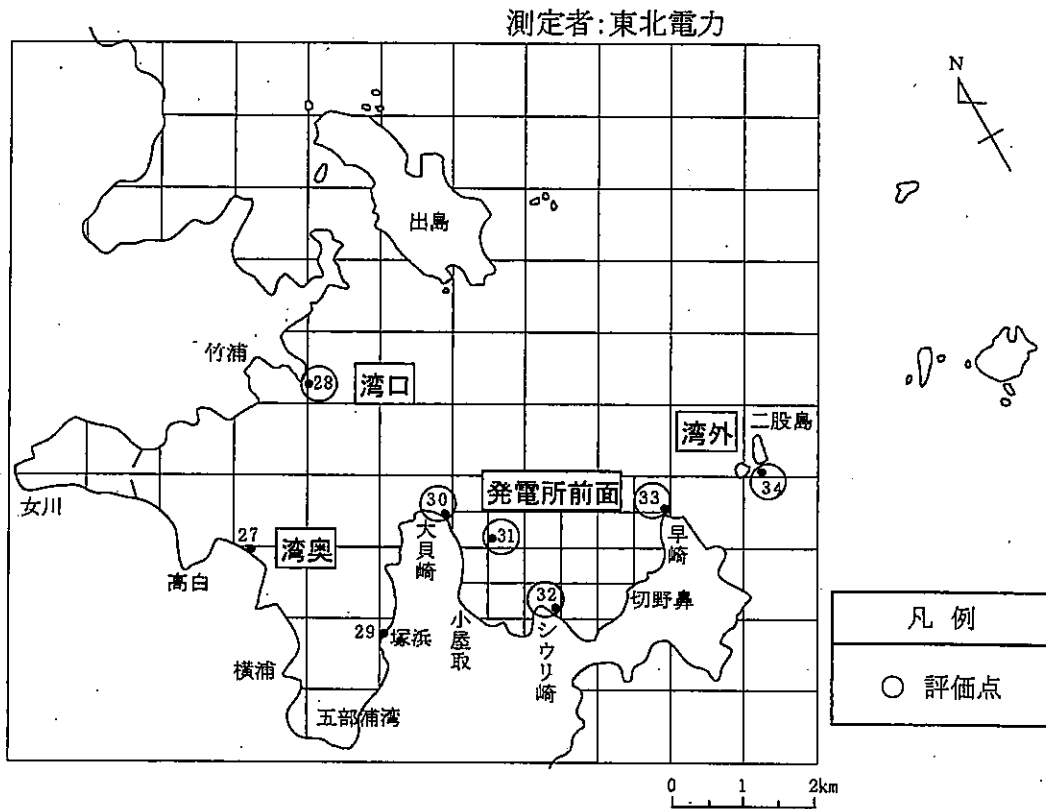 測定者:東北電力
N
出島
竹浦
28
湾口
湾外
二股島
34
女川
発電所前面
30
33
31
大貝崎
早崎
27
湾奥
高白
32
切野鼻
29
塚浜
小屋取
シウリ崎
横浦
五部浦湾
凡例
○ 評価点
0 1 2km